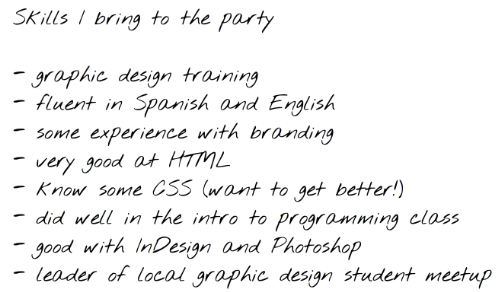 Skills I bring to the party
- graphic design training
- fluent in Spanish and English
- some experience with branding
- very good at HTML
- Know some CSS (want to get better!)
- did well in the intro to programming class
- good with InDesign and Photoshop
- leader of local graphic design student meetup